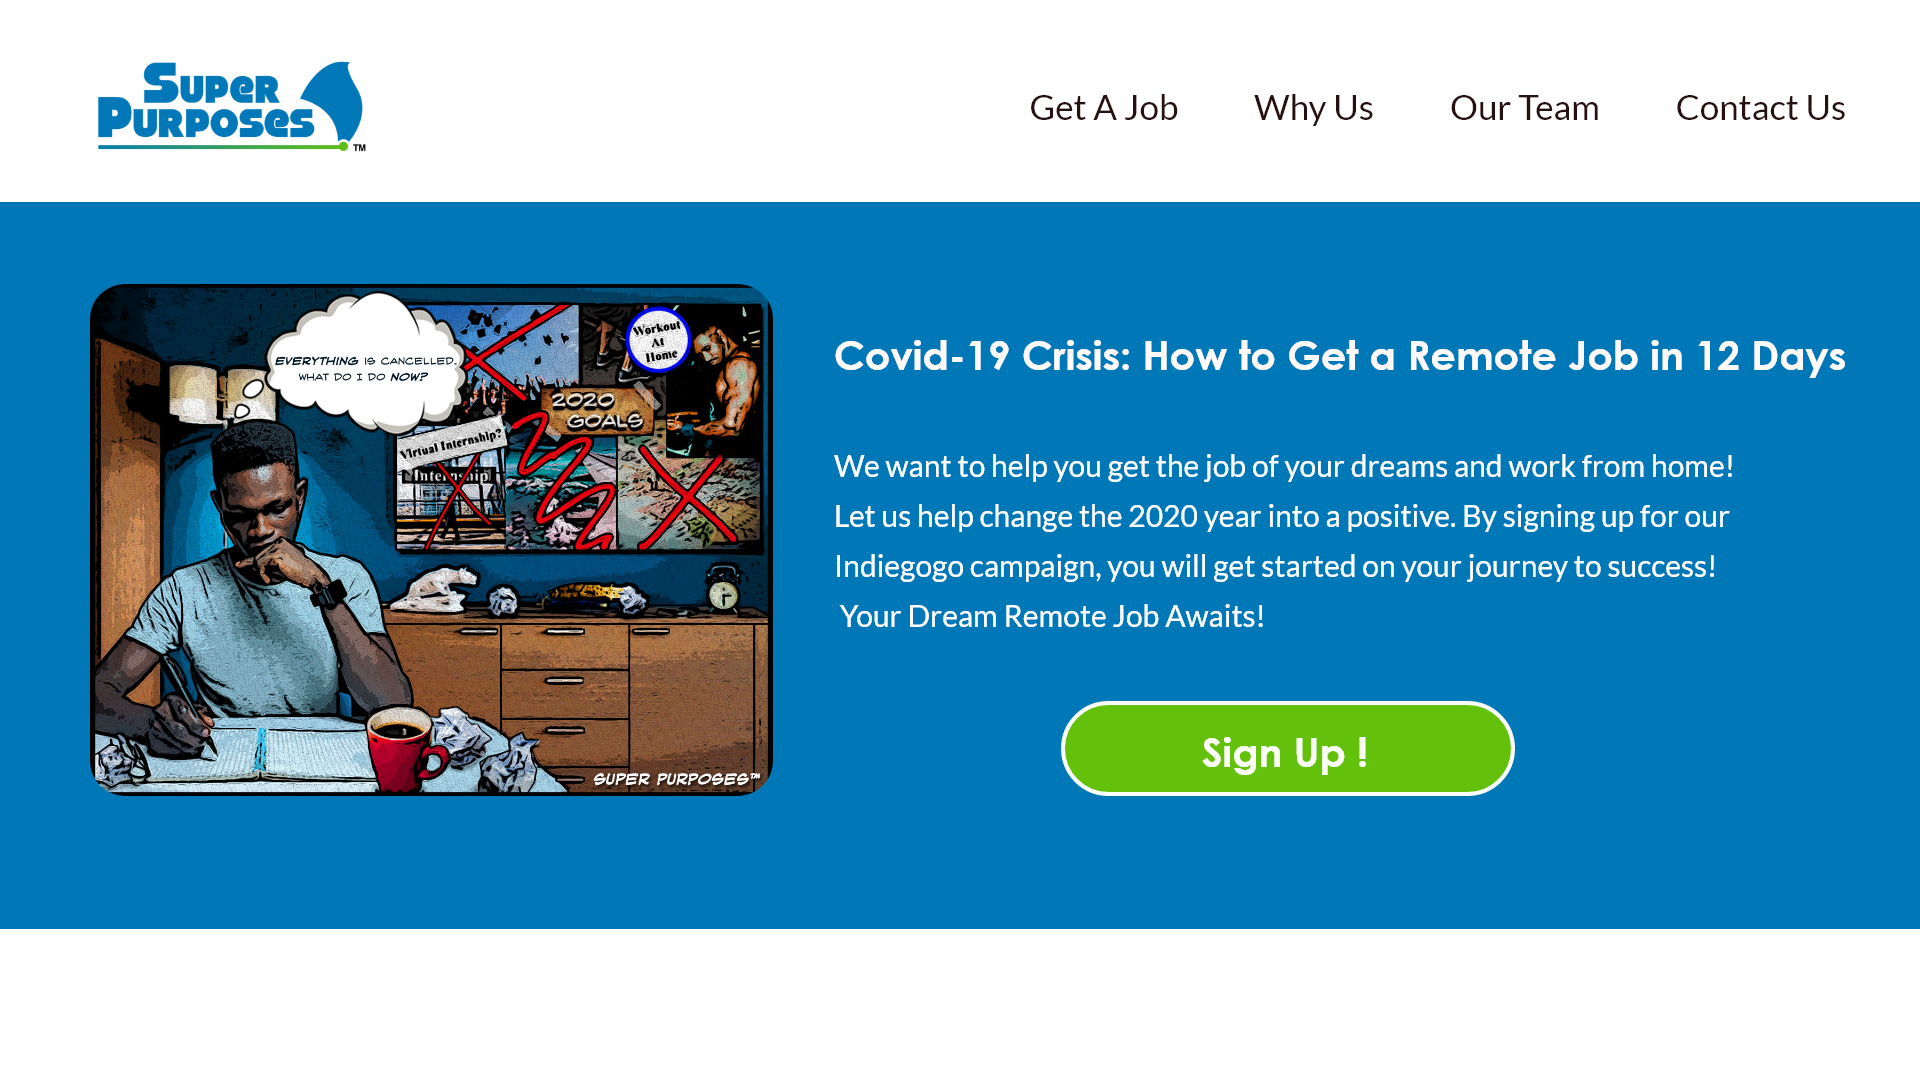 SUPER
PURPOSES
TM
Get A Job
Why Us
Our Team
Contact Us
EVERYTHING IS CANCELLED.
WHAT DO I DO NOW?
Workout
At
Home
2020
GOALS
Virtual Internship?
Internship
SUPER PURPOSES™
Covid-19 Crisis: How to Get a Remote Job in 12 Days
We want to help you get the job of your dreams and work from home!
Let us help change the 2020 year into a positive. By signing up for our
Indiegogo campaign, you will get started on your journey to success!
Your Dream Remote Job Awaits!
Sign Up !